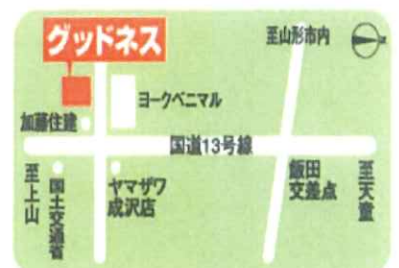 グッドネス
至山形市内
ヨークベニマル
加藤住建
国道13号線
至上山
国土交通省
ヤマザワ
成沢店
飯田
交差点
至天童